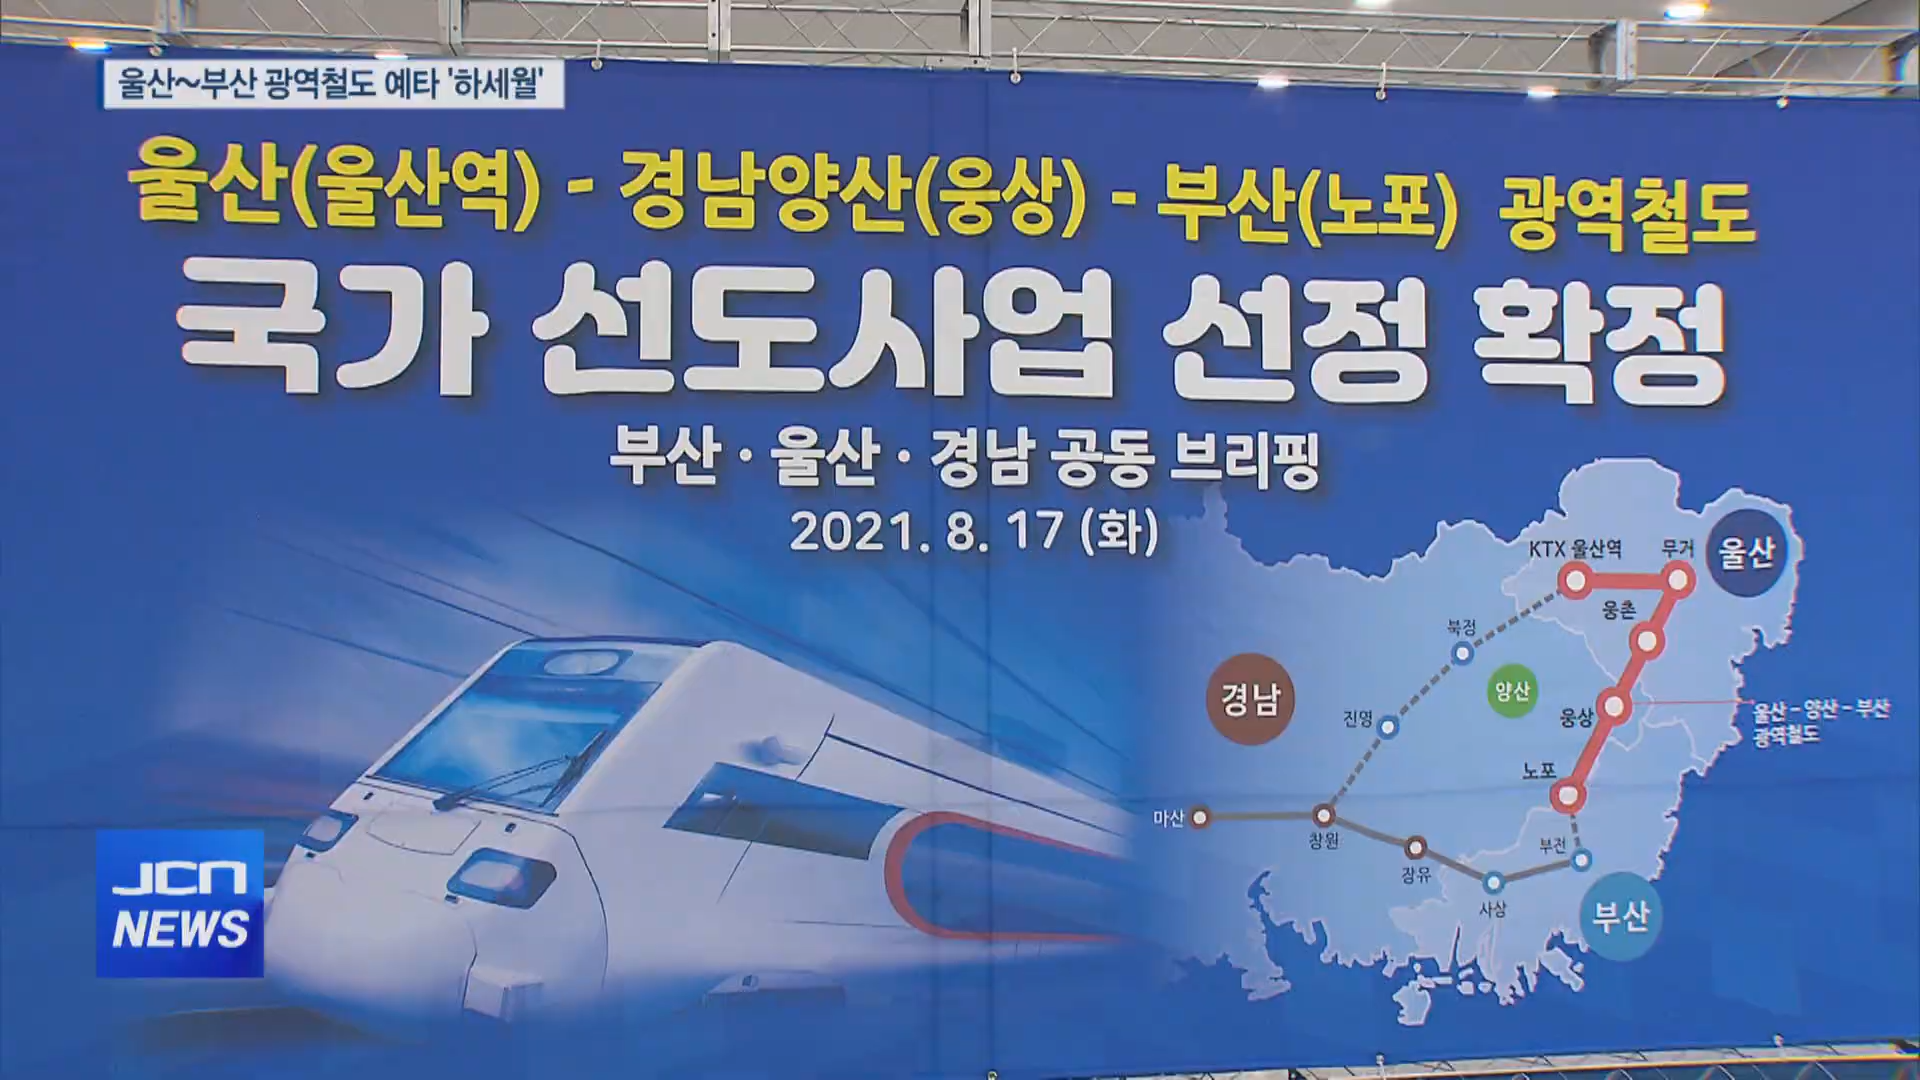 울산~부산 광역철도 예타 '하세월'
울산(울산역) - 경남양산(웅상) - 부산(노포) 광역철도
국가 선도사업 선정 확정
부산 · 울산 · 경남 공동 브리핑
2021. 8. 17 (화)
KTX 울산역
무거
울산
웅촌
북정
경남
양산
진영
웅상
울산 - 양산 - 부산
광역철도
노포
마산
창원
부전
장유
사상
부산
JCN
NEWS